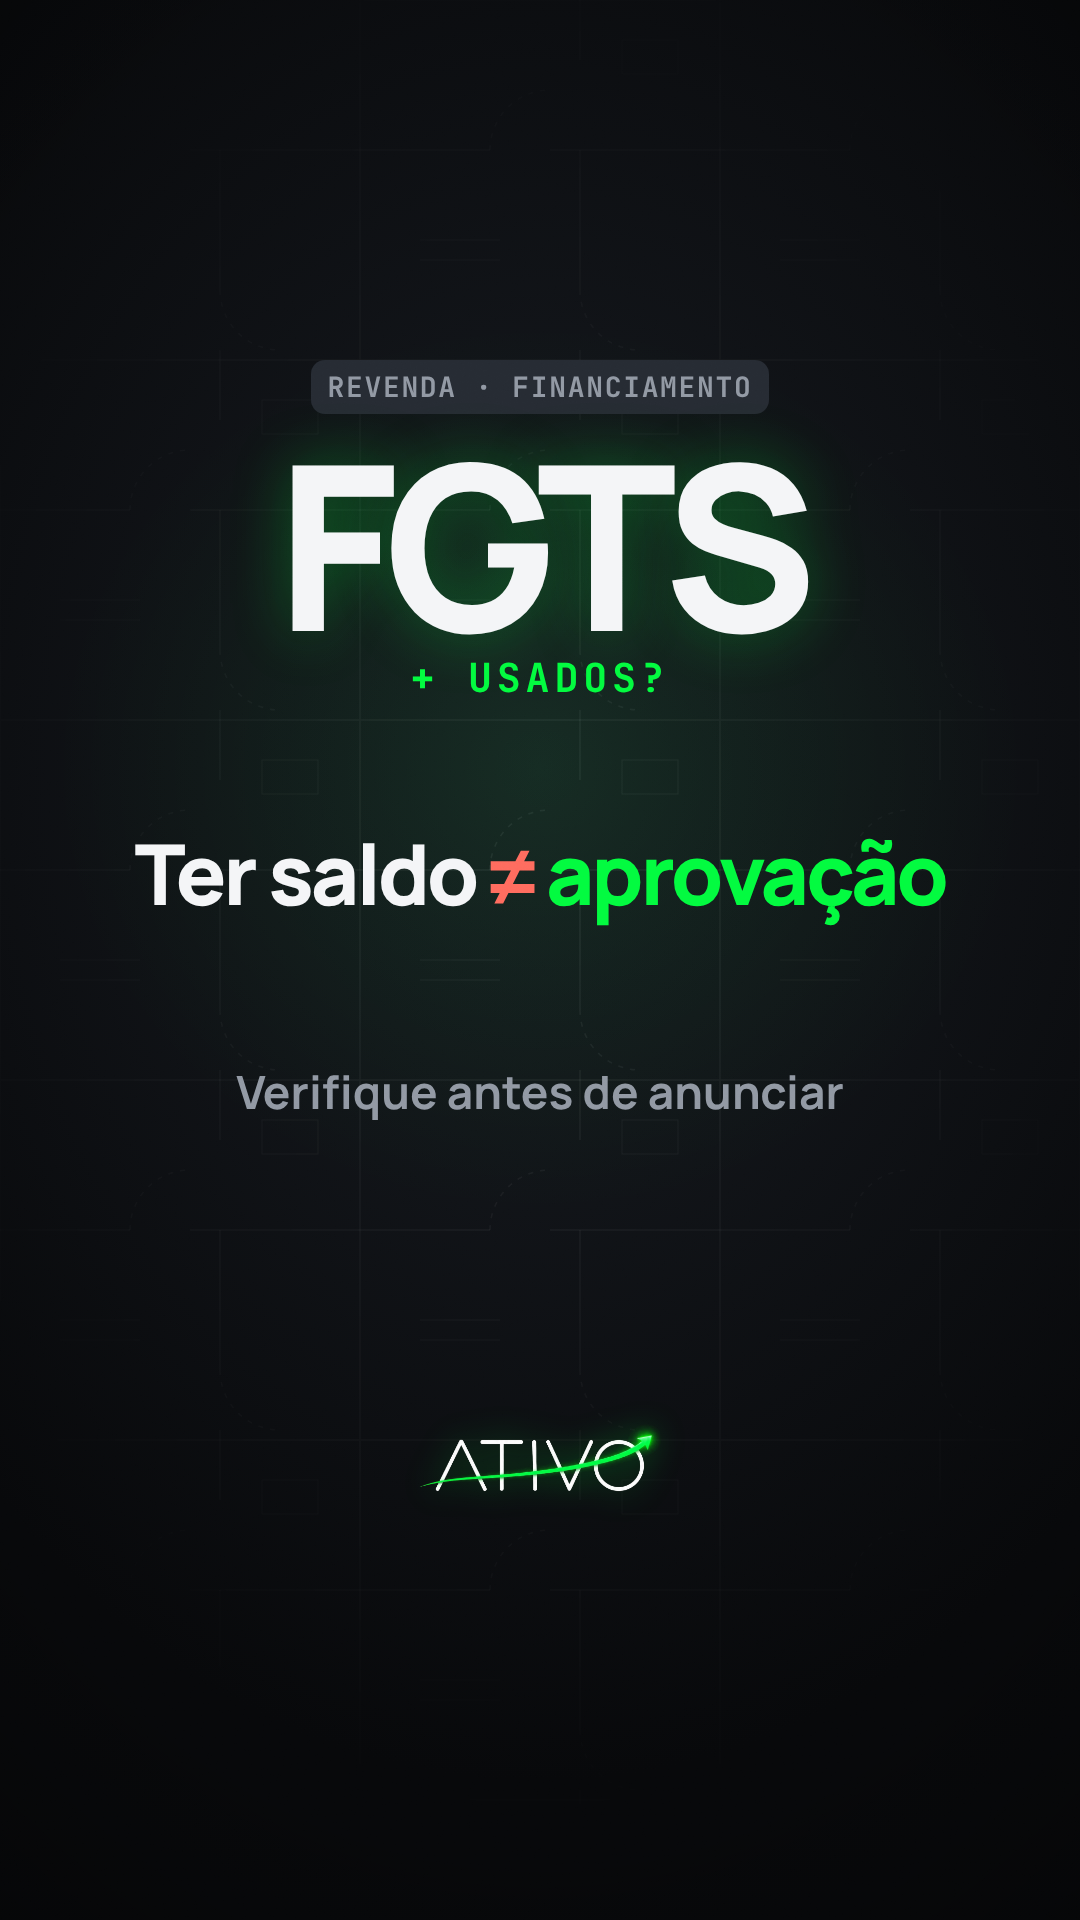 REVENDA · FINANCIAMENTO
FGTS
+ USADOS?
Ter saldo ≠ aprovação
Verifique antes de anunciar
ATIVO